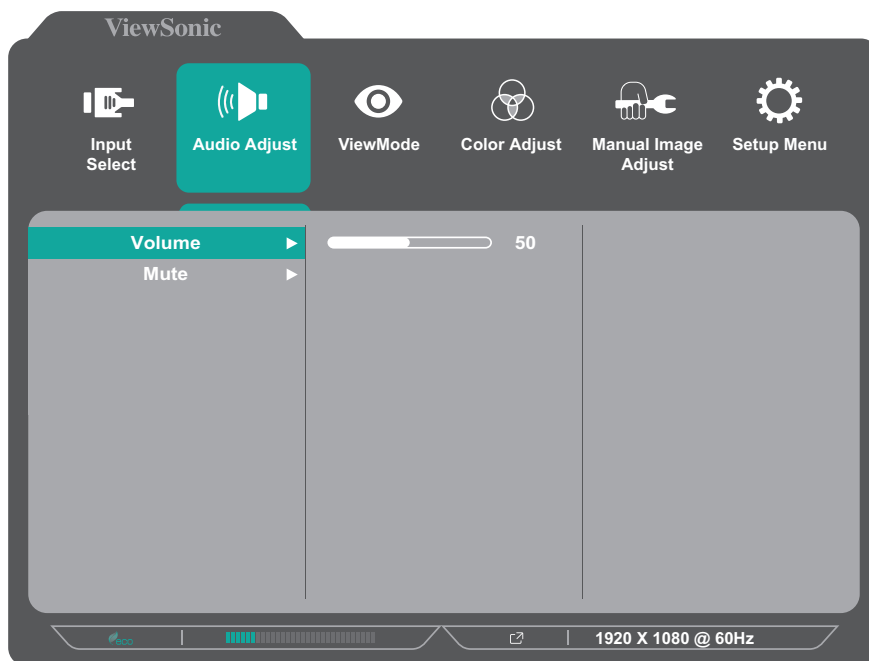 ViewSonic
Input
Select
Audio Adjust
ViewMode
Color Adjust
Manual Image
Adjust
Setup Menu
Volume
50
Mute
eco
1920 X 1080 @ 60Hz